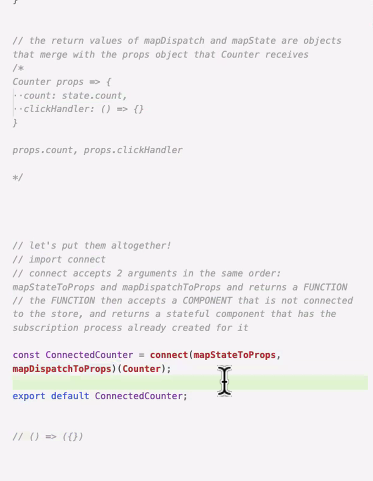 }
// the return values of mapDispatch and mapState are objects
that merge with the props object that Counter receives
/*
Counter props => {
··count: state.count,
··clickHandler: () => {}
}
props.count, props.clickHandler
*/
// let's put them altogether!
// import connect
// connect accepts 2 arguments in the same order:
mapStateToProps and mapDispatchToProps and returns a FUNCTION
// the FUNCTION then accepts a COMPONENT that is not connected
to the store, and returns a stateful component that has the
subscription process already created for it
const ConnectedCounter = connect(mapStateToProps,
mapDispatchToProps)(Counter);
export default ConnectedCounter;
// () => ({})